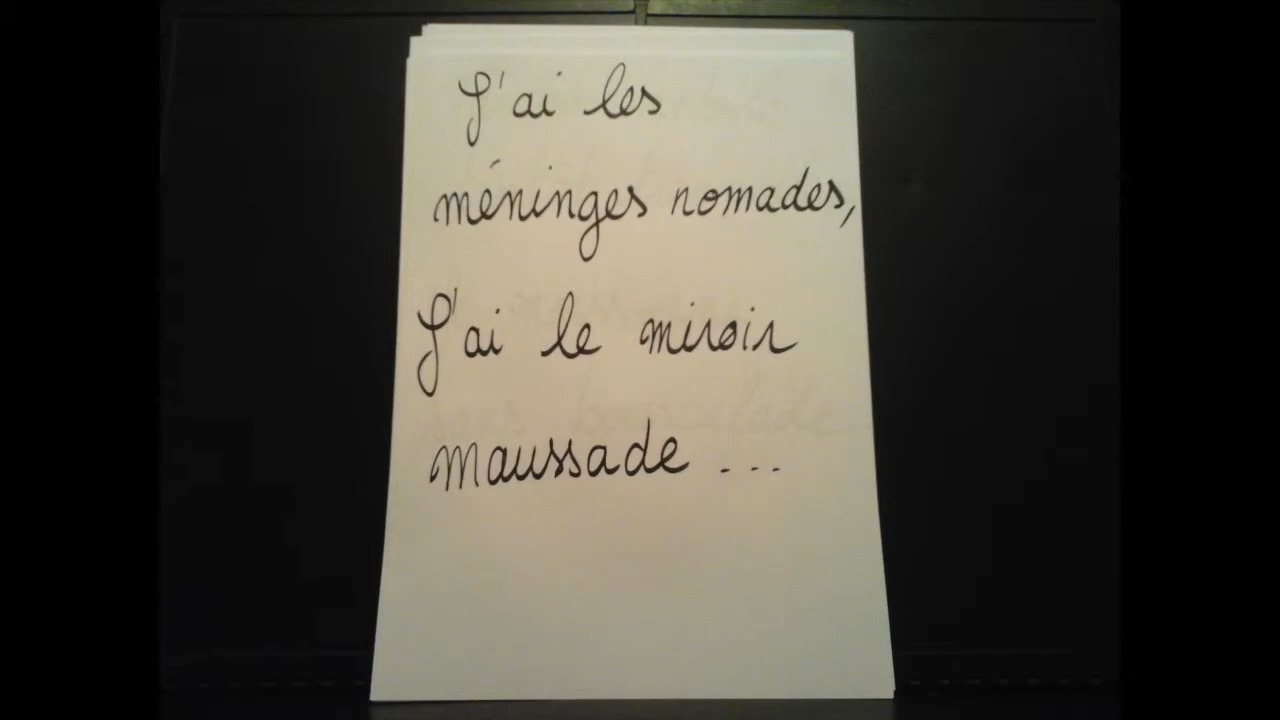 J'ai les
méninges nomades,
J'ai le miroir
maussade ...